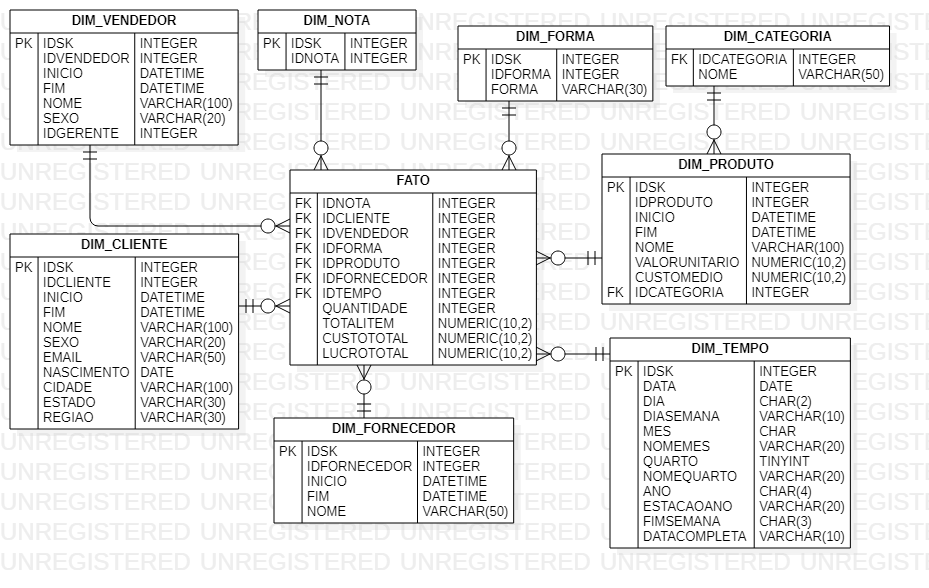 DIM_VENDEDOR
PK IDSK INTEGER
IDVENDEDOR INTEGER
INICIO DATETIME
FIM DATETIME
NOME VARCHAR(100)
SEXO VARCHAR(20)
IDGERENTE INTEGER
DIM_NOTA
PK IDSK INTEGER
IDNOTA INTEGER
DIM_FORMA
PK IDSK INTEGER
IDFORMA INTEGER
FORMA VARCHAR(30)
DIM_CATEGORIA
FK IDCATEGORIA INTEGER
NOME VARCHAR(50)
DIM_PRODUTO
PK IDSK INTEGER
IDPRODUTO INTEGER
INICIO DATETIME
FIM DATETIME
NOME VARCHAR(100)
VALORUNITARIO NUMERIC(10,2)
CUSTOMEDIO NUMERIC(10,2)
FK IDCATEGORIA INTEGER
FATO
FK IDNOTA INTEGER
FK IDCLIENTE INTEGER
FK IDVENDEDOR INTEGER
FK IDFORMA INTEGER
FK IDPRODUTO INTEGER
FK IDFORNECEDOR INTEGER
FK IDTEMPO INTEGER
QUANTIDADE INTEGER
TOTALITEM NUMERIC(10,2)
CUSTOTOTAL NUMERIC(10,2)
LUCROTOTAL NUMERIC(10,2)
DIM_CLIENTE
PK IDSK INTEGER
IDCLIENTE INTEGER
INICIO DATETIME
FIM DATETIME
NOME VARCHAR(100)
SEXO VARCHAR(20)
EMAIL VARCHAR(50)
NASCIMENTO DATE
CIDADE VARCHAR(100)
ESTADO VARCHAR(30)
REGIAO VARCHAR(30)
DIM_TEMPO
PK IDSK INTEGER
DATA DATE
DIA CHAR(2)
DIASEMANA VARCHAR(10)
MES CHAR
NOMEMES VARCHAR(20)
QUARTO TINYINT
NOMEQUARTO VARCHAR(20)
ANO CHAR(4)
ESTACAOANO VARCHAR(20)
FIMSEMANA CHAR(3)
DATACOMPLETA VARCHAR(10)
DIM_FORNECEDOR
PK IDSK INTEGER
IDFORNECEDOR INTEGER
INICIO DATETIME
FIM DATETIME
NOME VARCHAR(50)
UNREGISTERED